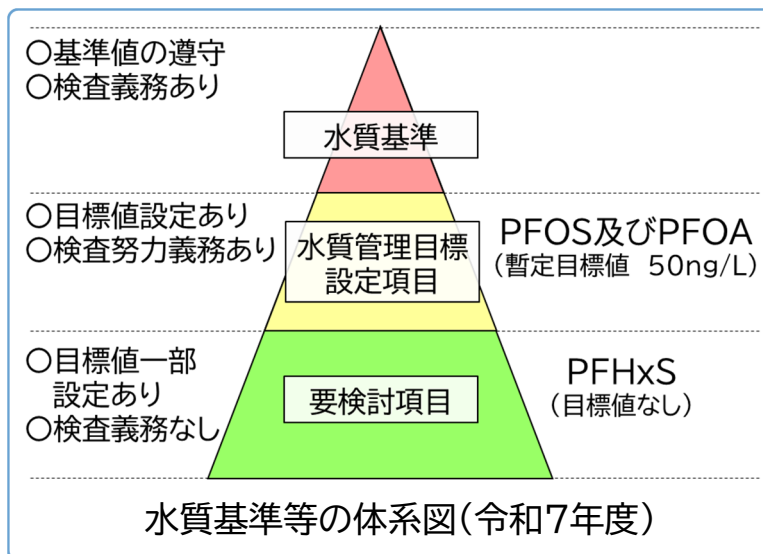 ○基準値の遵守
○検査義務あり
水質基準
○目標値設定あり
○検査努力義務あり
水質管理目標
設定項目
PFOS及びPFOA
(暫定目標値 50ng/L)
○目標値一部
設定あり
○検査義務なし
要検討項目
PFHxS
(目標値なし)
水質基準等の体系図(令和7年度)